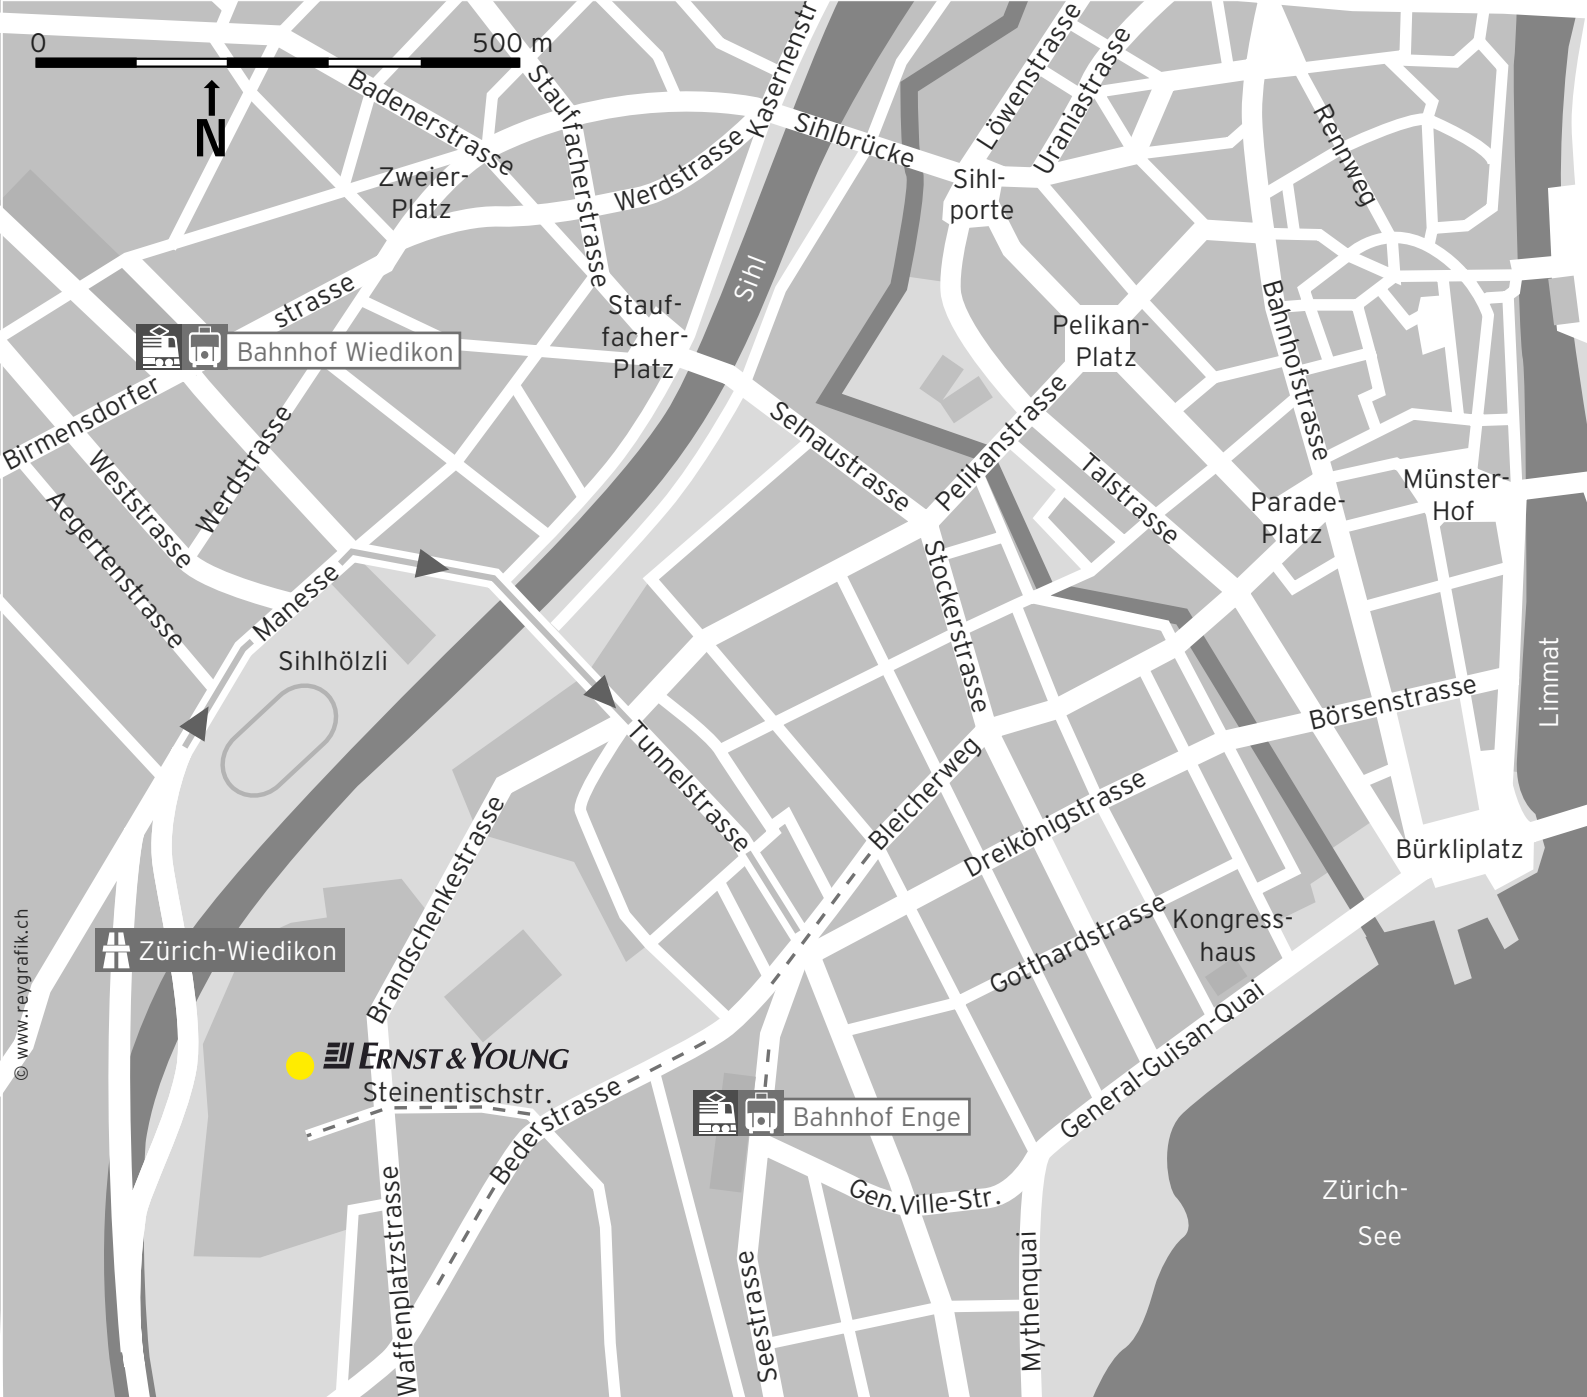 0
500 m
N
Badenerstrasse
Stauffacherstrasse
Kasernenstr
Sihlbrücke
Löwenstrasse
Uraniastrasse
Rennweg
Zweier-
Platz
Werdstrasse
Sihl-
porte
Sihl
strasse
Stauf-
facher-
Platz
Bahnhofstrasse
Pelikan-
Platz
Bahnhof Wiedikon
Birmensdorfer
Selnaustrasse
Pelikanstrasse
Werdstrasse
Weststrasse
Talstrasse
Münster-
Hof
Parade-
Platz
Aegertenstrasse
Manesse
Stockerstrasse
Sihlhölzli
Limmat
Börsenstrasse
Tunnelstrasse
Bleicherweg
Dreikönigstrasse
Bürkliplatz
Brandschenkestrasse
Gotthardstrasse
Kongress-
haus
Zürich-Wiedikon
© www.reygrafik.ch
General-Guisan-Quai
ERNST & YOUNG
Steinentischstr.
Bederstrasse
Bahnhof Enge
Gen.Ville-Str.
Zürich-
See
Waffenplatzstrasse
Seestrasse
Mythenquai